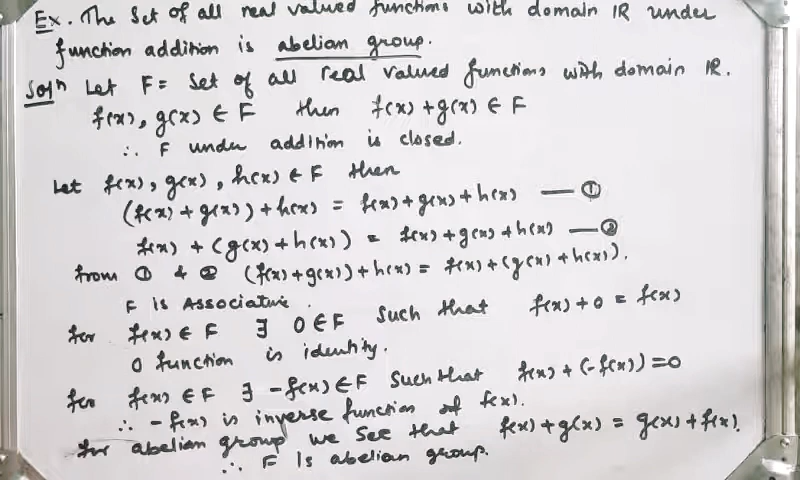 Ex. The Set of all real valued functions with domain IR under
function addition is abelian group.
Solⁿ Let F = Set of all real valued functions with domain IR.
f(x), g(x) ∈ F then f(x) + g(x) ∈ F
∴ F under addition is closed.
Let f(x), g(x), h(x) ∈ F then
(f(x) + g(x)) + h(x) = f(x) + g(x) + h(x) — ①
f(x) + (g(x) + h(x)) = f(x) + g(x) + h(x) — ②
from ① & ② (f(x) + g(x)) + h(x) = f(x) + (g(x) + h(x)).
F is Associative.
for f(x) ∈ F ∃ 0 ∈ F Such that f(x) + 0 = f(x)
0 function is identity.
for f(x) ∈ F ∃ -f(x) ∈ F Such that f(x) + (-f(x)) = 0
∴ -f(x) is inverse function of f(x).
for abelian group we see that f(x) + g(x) = g(x) + f(x).
∴ F is abelian group.